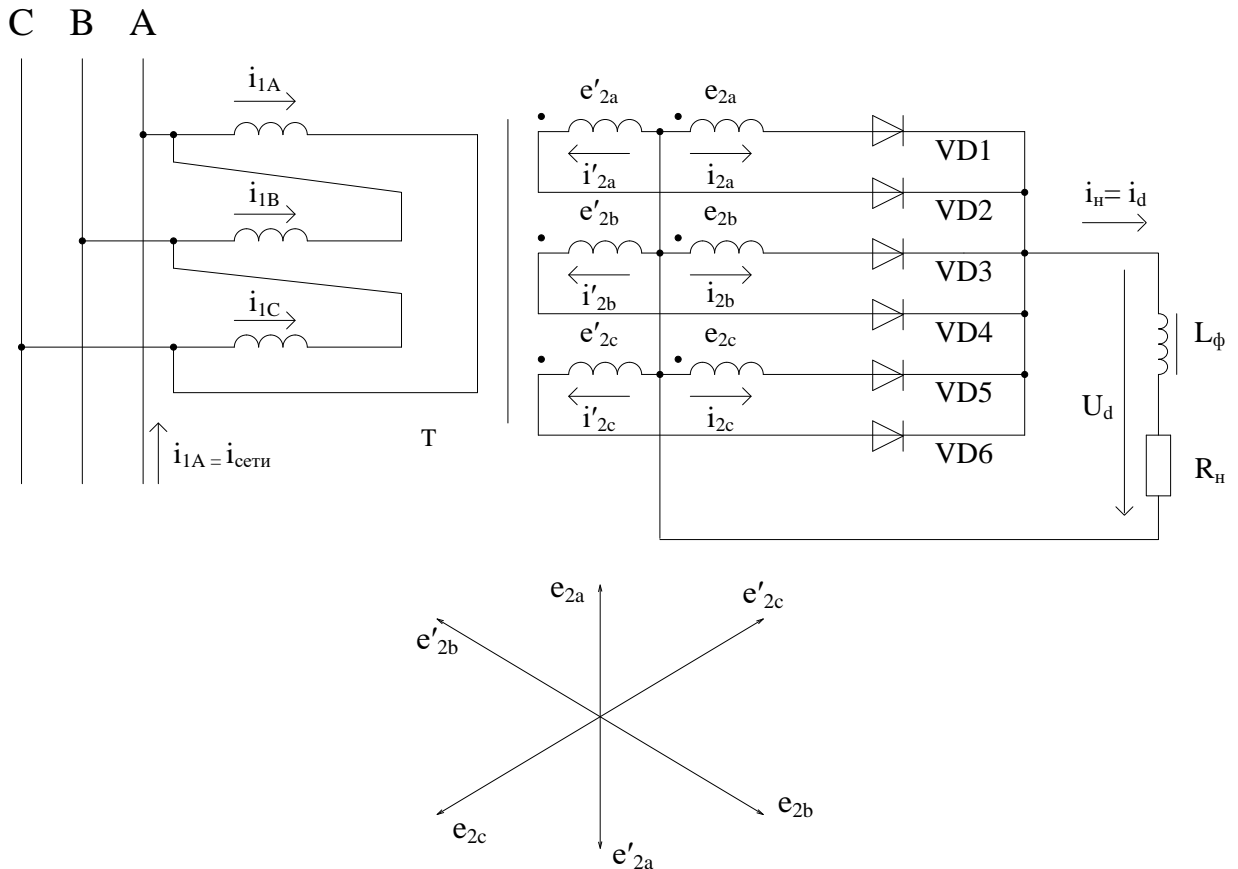 C B A
i1A
i1B
i1C
i1A = iсети
T
e′2a e2a
i′2a i2a
VD1
VD2
e′2b e2b
i′2b i2b
VD3
VD4
e′2c e2c
i′2c i2c
VD5
VD6
iн= id
Lф
Ud
Rн
e2a
e′2c
e′2b
e2b
e2c
e′2a